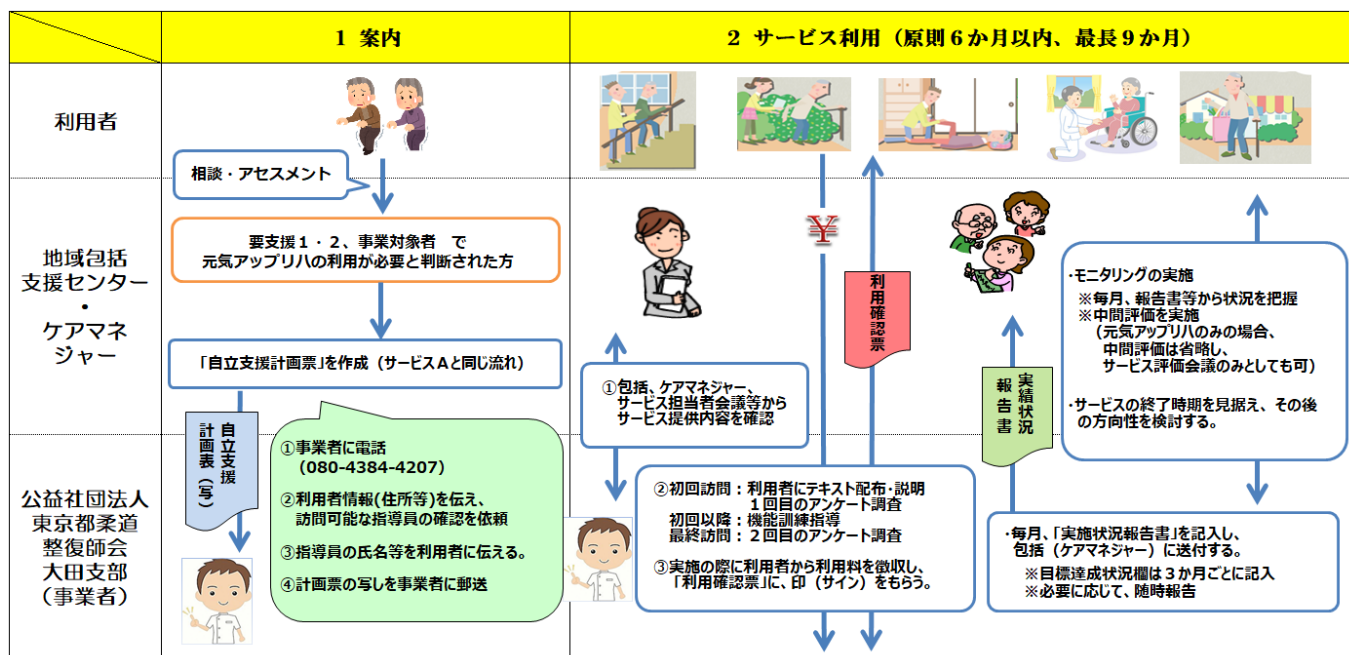 1 案内
2 サービス利用（原則６か月以内、最長９か月）
利用者
相談・アセスメント
地域包括
支援センター
・
ケアマネ
ジャー
要支援１・２、事業対象者　で
元気アップリハの利用が必要と判断された方
「自立支援計画票」を作成（サービスＡと同じ流れ）
自立支援
計画表（写）
公益社団法人
東京都柔道
整復師会
大田支部
（事業者）
①事業者に電話
（080-4384-4207）
②利用者情報(住所等)を伝え、
訪問可能な指導員の確認を依頼
③指導員の氏名等を利用者に伝える。
④計画票の写しを事業者に郵送
¥
利用確認票
①包括、ケアマネジャー、
サービス担当者会議等から
サービス提供内容を確認
②初回訪問：利用者にテキスト配布・説明
１回目のアンケート調査
初回以降：機能訓練指導
最終訪問：２回目のアンケート調査
③実施の際に利用者から利用料を徴収し、
「利用確認票」に、印（サイン）をもらう。
実績状況
報告書
・モニタリングの実施
※毎月、報告書等から状況を把握
※中間評価を実施
（元気アップリハのみの場合、
中間評価は省略し、
サービス評価会議のみとしても可）
・サービスの終了時期を見据え、その後
の方向性を検討する。
・毎月、「実施状況報告書」を記入し、
包括（ケアマネジャー）に送付する。
※目標達成状況欄は３か月ごとに記入
※必要に応じて、随時報告